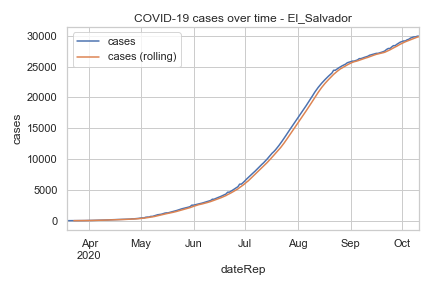 COVID-19 cases over time - El_Salvador
cases
cases (rolling)
cases
30000
25000
20000
15000
10000
5000
0
Apr
2020
May
Jun
Jul
Aug
Sep
Oct
dateRep